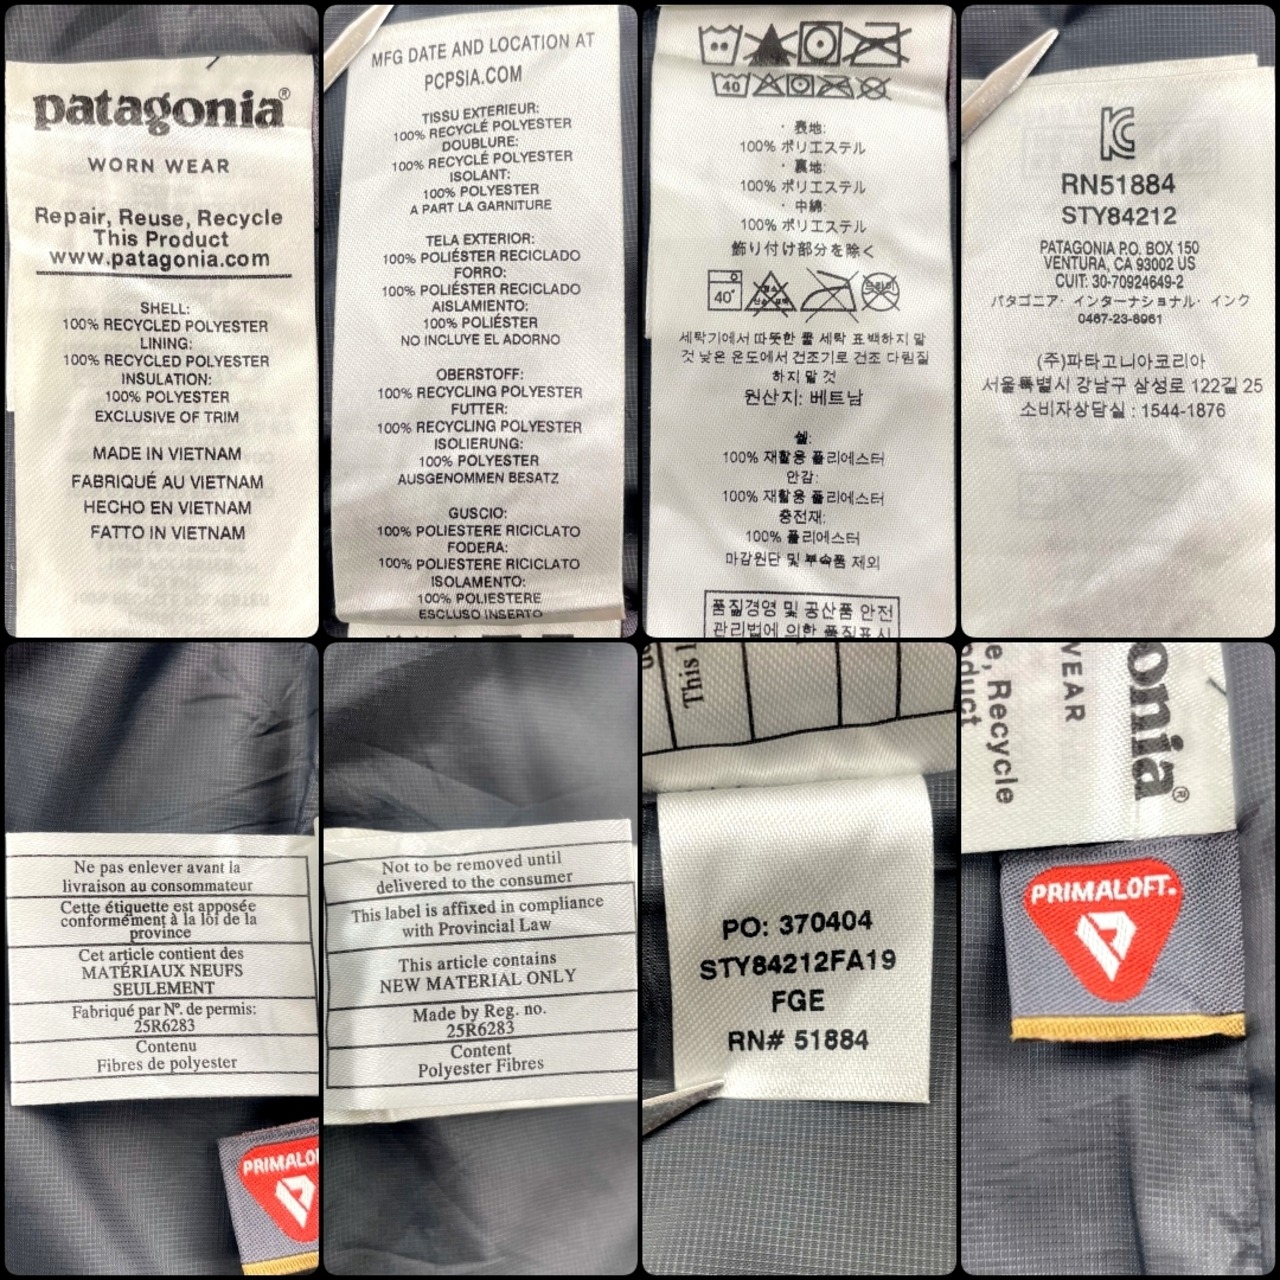 patagonia®
WORN WEAR
Repair, Reuse, Recycle
This Product
www.patagonia.com
SHELL:
100% RECYCLED POLYESTER
LINING:
100% RECYCLED POLYESTER
INSULATION:
100% POLYESTER
EXCLUSIVE OF TRIM
MADE IN VIETNAM
FABRIQUÉ AU VIETNAM
HECHO EN VIETNAM
FATTO IN VIETNAM
MFG DATE AND LOCATION AT
PCPSIA.COM
TISSU EXTERIEUR:
100% RECYCLÉ POLYESTER
DOUBLURE:
100% RECYCLÉ POLYESTER
ISOLANT:
100% POLYESTER
A PART LA GARNITURE
TELA EXTERIOR:
100% POLIÉSTER RECICLADO
FORRO:
100% POLIÉSTER RECICLADO
AISLAMIENTO:
100% POLIÉSTER
NO INCLUYE EL ADORNO
OBERSTOFF:
100% RECYCLING POLYESTER
FUTTER:
100% RECYCLING POLYESTER
ISOLIERUNG:
100% POLYESTER
AUSGENOMMEN BESATZ
GUSCIO:
100% POLIESTERE RICICLATO
FODERA:
100% POLIESTERE RICICLATO
ISOLAMENTO:
100% POLIESTERE
ESCLUSO INSERTO
40
・表地:
100% ポリエステル
・裏地:
100% ポリエステル
・中綿:
100% ポリエステル
飾り付け部分を除く
40°
세탁기에서 따뜻한 물 세탁 표백하지 말
것 낮은 온도에서 건조기로 건조 다림질
하지 말 것
원산지: 베트남
쉘:
100% 재활용 폴리에스터
안감:
100% 재활용 폴리에스터
충전재:
100% 폴리에스터
마감원단 및 부속품 제외
품질경영 및 공산품 안전
관리법에 의한 품질표시
RN51884
STY84212
PATAGONIA P.O. BOX 150
VENTURA, CA 93002 US
CUIT: 30-70924649-2
パタゴニア・インターナショナル・インク
0467-23-8961
(주)파타고니아코리아
서울특별시 강남구 삼성로 122길 25
소비자상담실 : 1544-1876
Ne pas enlever avant la
livraison au consommateur
Cette étiquette est apposée
conformément à la loi de la
province
Cet article contient des
MATÉRIAUX NEUFS
SEULEMENT
Fabriqué par Nº. de permis:
25R6283
Contenu
Fibres de polyester
PRIMALO
Not to be removed until
delivered to the consumer
This label is affixed in compliance
with Provincial Law
This article contains
NEW MATERIAL ONLY
Made by Reg. no.
25R6283
Content
Polyester Fibres
This l
PO: 370404
STY84212FA19
FGE
RN# 51884
onia®
WEAR
e, Recycle
duct
PRIMALOFT®